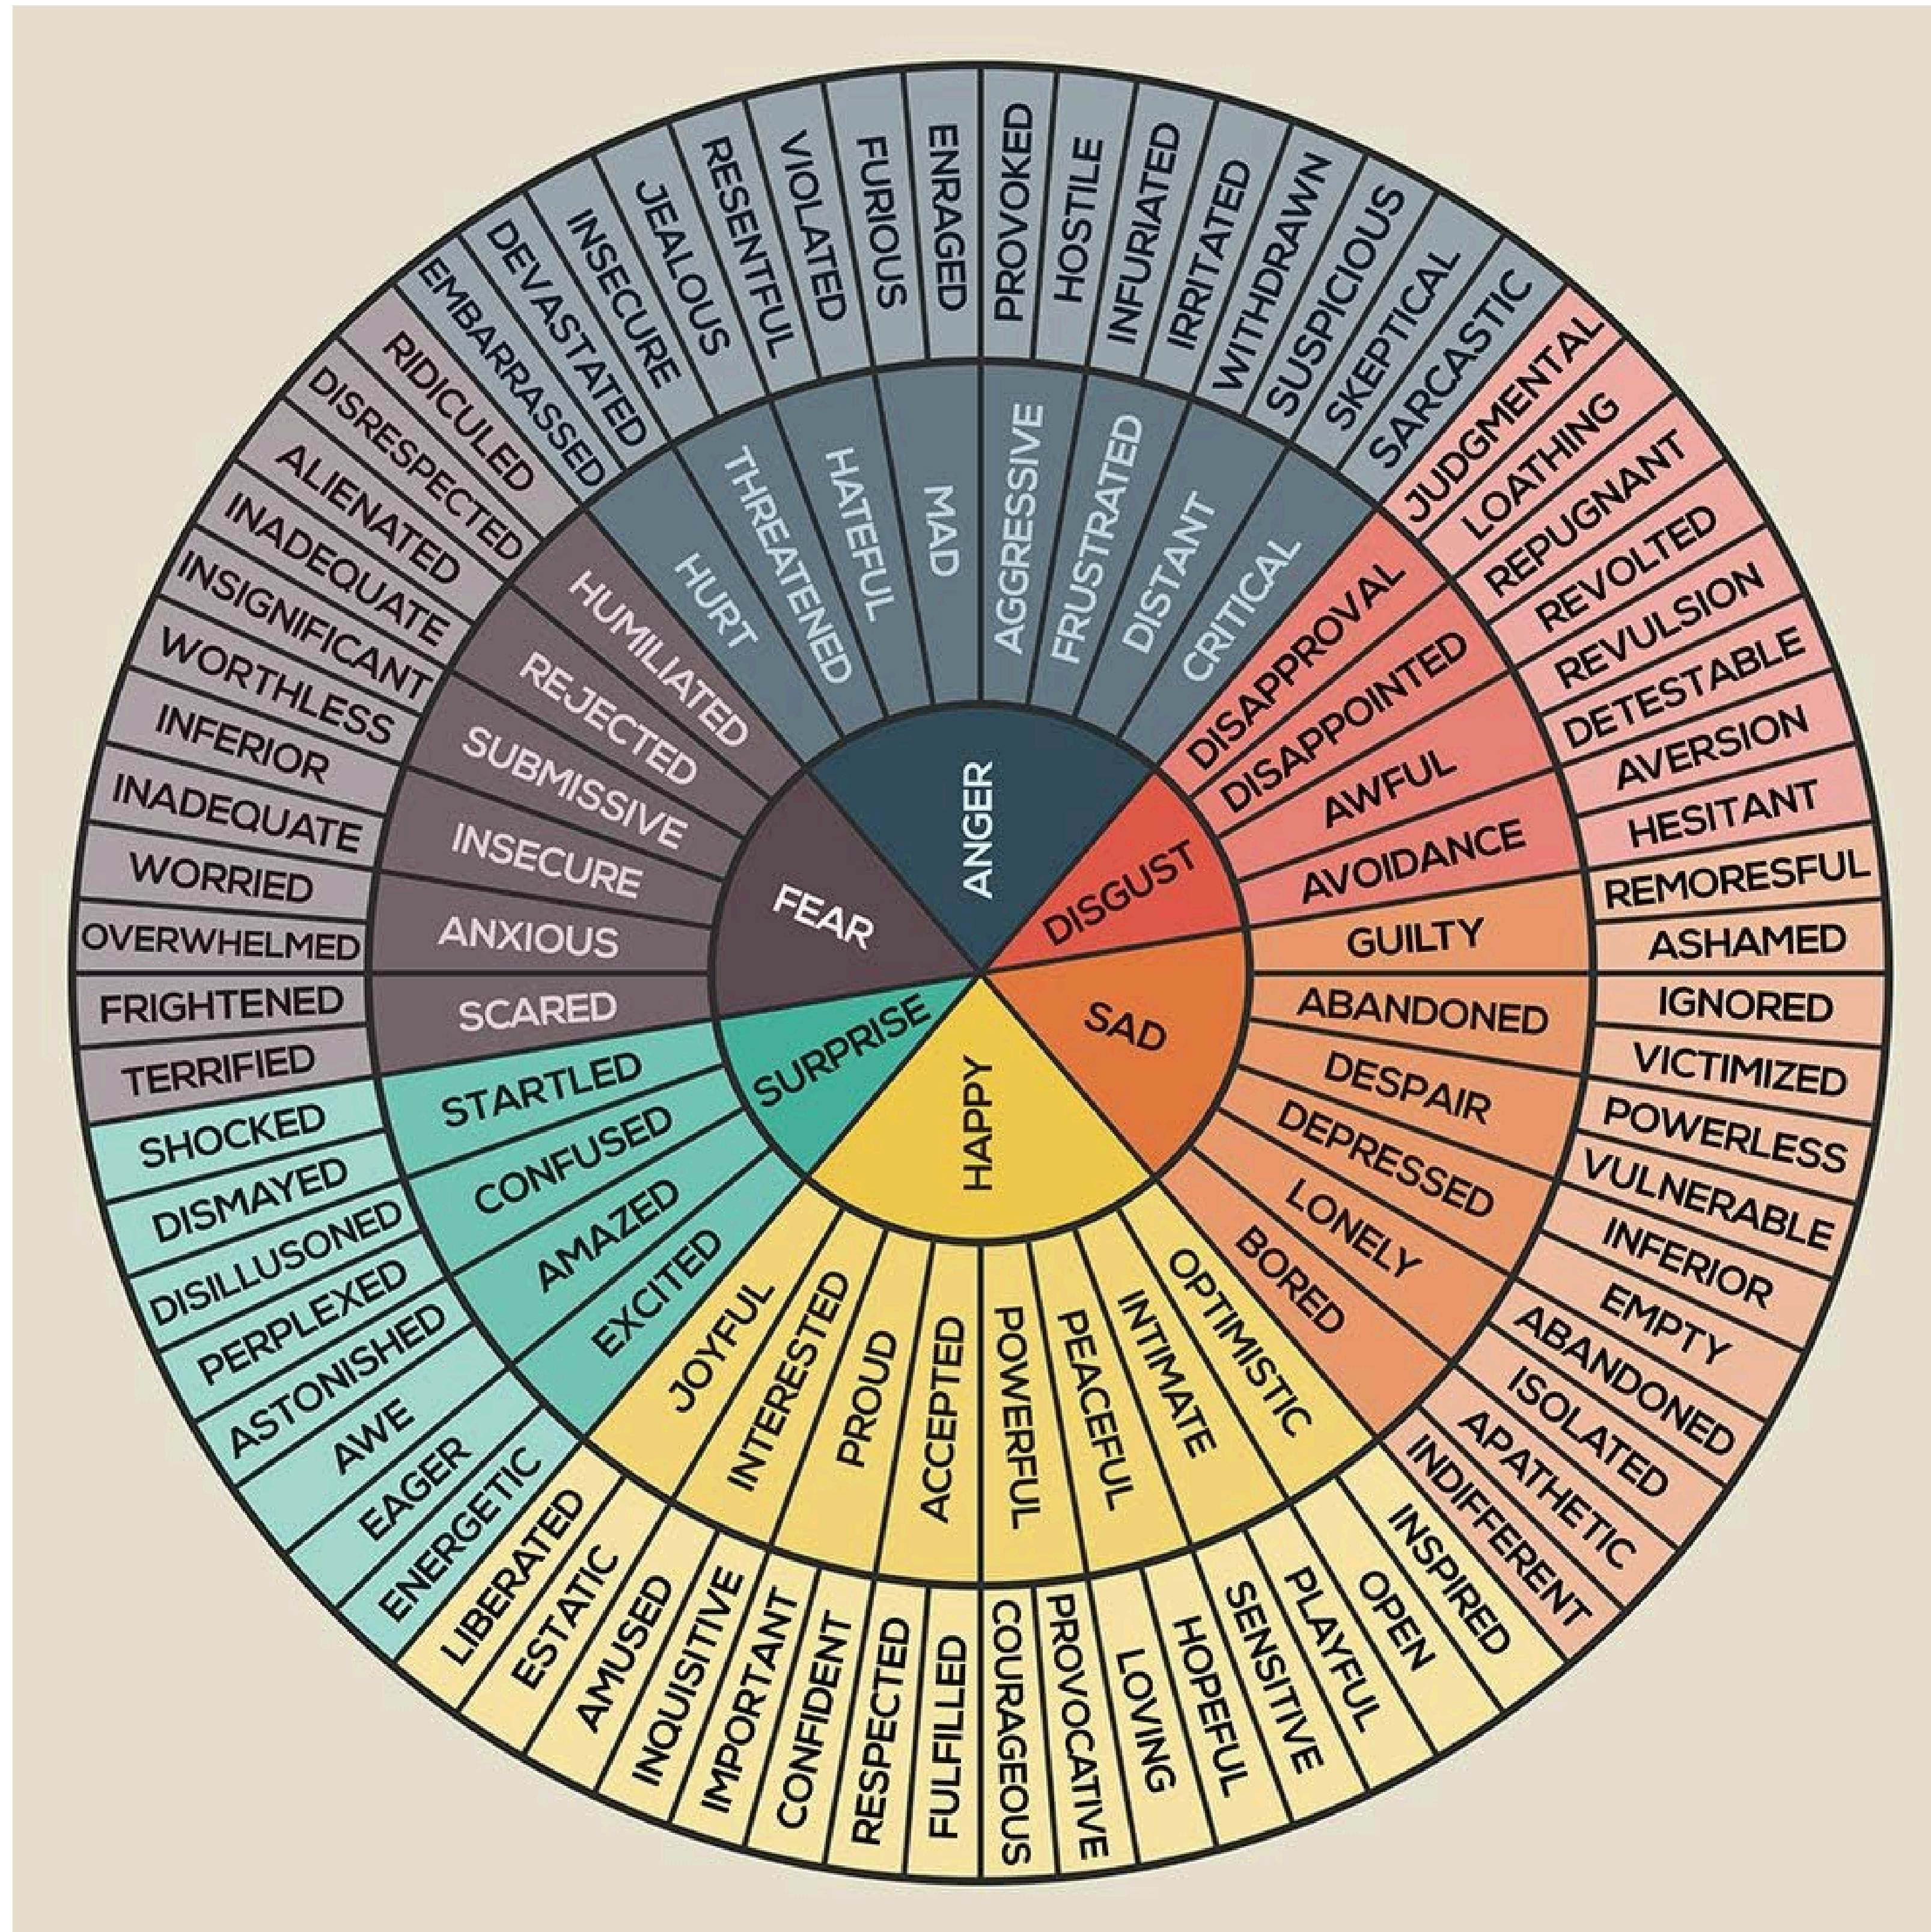 ANGER
DISGUST
SAD
HAPPY
SURPRISE
FEAR
HURT
THREATENED
HATEFUL
MAD
AGGRESSIVE
FRUSTRATED
DISTANT
CRITICAL
DISAPPROVAL
DISAPPOINTED
AWFUL
AVOIDANCE
GUILTY
ABANDONED
DESPAIR
DEPRESSED
LONELY
BORED
OPTIMISTIC
INTIMATE
PEACEFUL
POWERFUL
ACCEPTED
PROUD
INTERESTED
JOYFUL
EXCITED
AMAZED
CONFUSED
STARTLED
SCARED
ANXIOUS
INSECURE
SUBMISSIVE
REJECTED
HUMILIATED
EMBARRASSED
DEVASTATED
INSECURE
JEALOUS
RESENTFUL
VIOLATED
FURIOUS
ENRAGED
PROVOKED
HOSTILE
INFURIATED
IRRITATED
WITHDRAWN
SUSPICIOUS
SKEPTICAL
SARCASTIC
JUDGMENTAL
LOATHING
REPUGNANT
REVOLTED
REVULSION
DETESTABLE
AVERSION
HESITANT
REMORESFUL
ASHAMED
IGNORED
VICTIMIZED
POWERLESS
VULNERABLE
INFERIOR
EMPTY
ABANDONED
ISOLATED
APATHETIC
INDIFFERENT
INSPIRED
OPEN
PLAYFUL
SENSITIVE
HOPEFUL
LOVING
PROVOCATIVE
COURAGEOUS
FULFILLED
RESPECTED
CONFIDENT
IMPORTANT
INQUISITIVE
AMUSED
ESTATIC
LIBERATED
ENERGETIC
EAGER
AWE
ASTONISHED
PERPLEXED
DISILLUSONED
DISMAYED
SHOCKED
TERRIFIED
FRIGHTENED
OVERWHELMED
WORRIED
INADEQUATE
INFERIOR
WORTHLESS
INSIGNIFICANT
INADEQUATE
ALIENATED
DISRESPECTED
RIDICULED